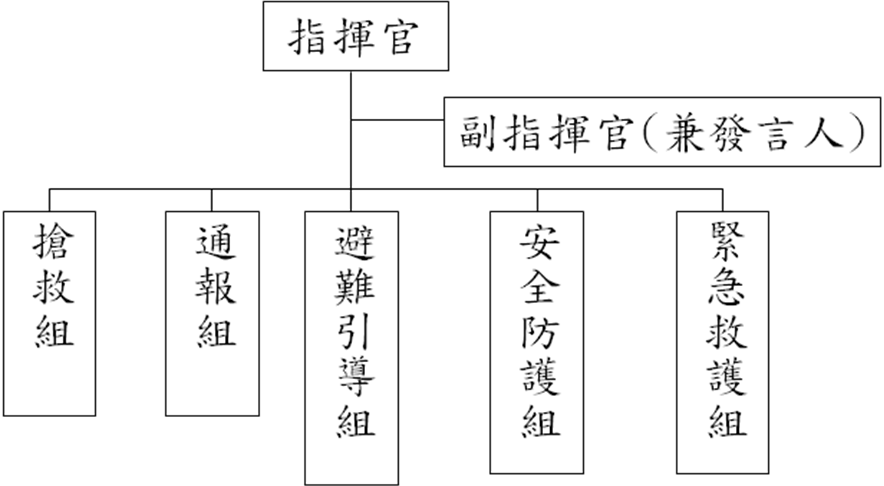 指揮官
副指揮官(兼發言人)
搶救組
通報組
避難引導組
安全防護組
緊急救護組